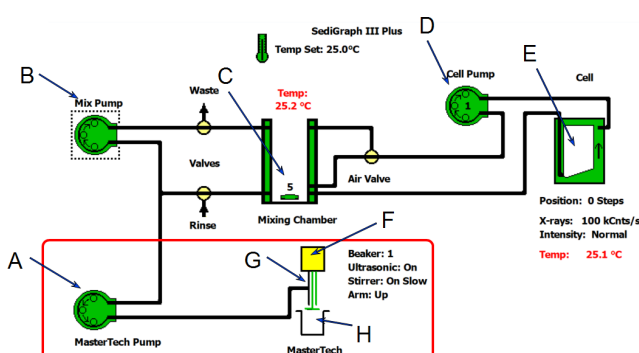 SediGraph III Plus
Temp Set: 25.0°C
D
E
B
C
Mix Pump
Waste
Temp:
25.2 °C
Cell Pump
Cell
1
Valves
5
Air Valve
Rinse
Mixing Chamber
Position: 0 Steps
X-rays: 100 kCnts/s
Intensity: Normal
Temp: 25.1 °C
A
F
G
Beaker: 1
Ultrasonic: On
Stirrer: On Slow
Arm: Up
H
MasterTech Pump
MasterTech